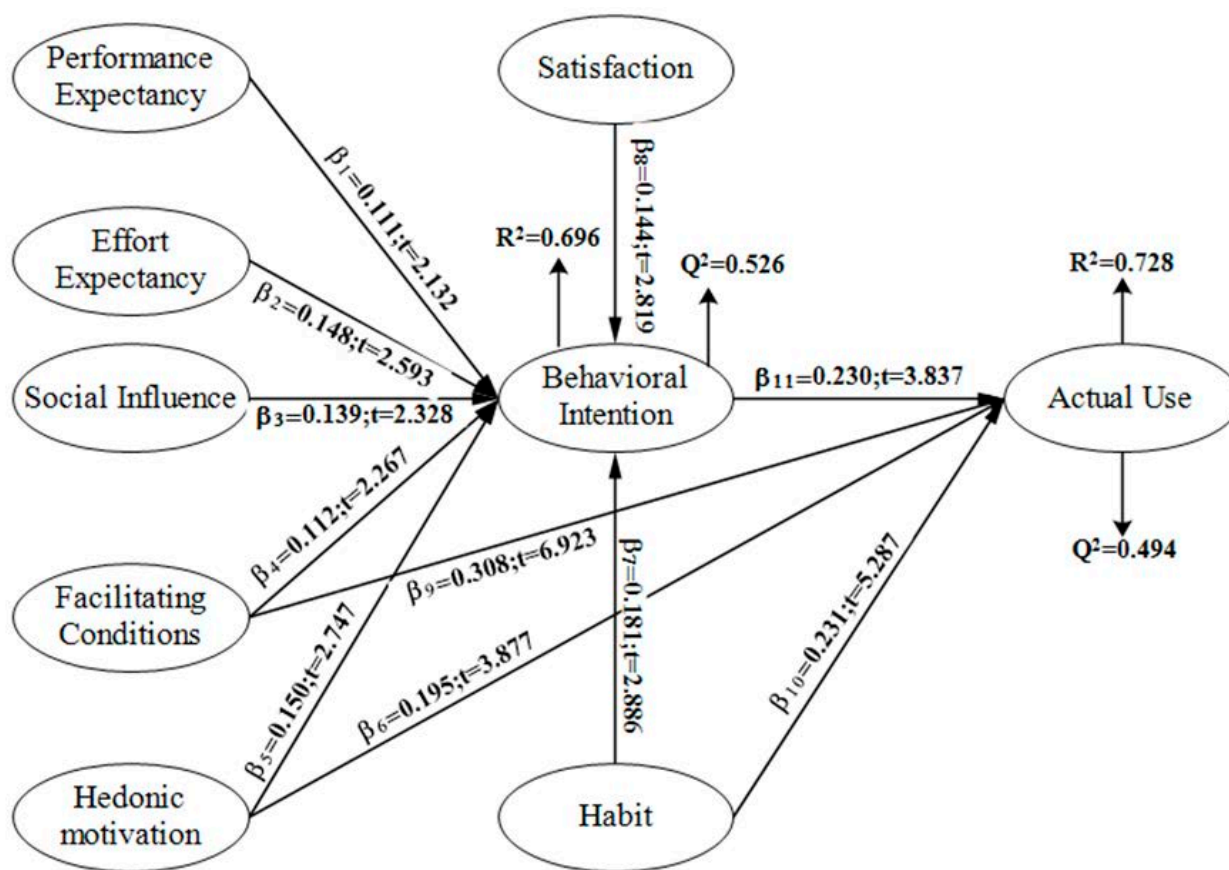 Performance
Expectancy
Satisfaction
β1=0.111;t=2.132
β8=0.144;t=2.819
Effort
Expectancy
R²=0.696
Q²=0.526
R²=0.728
β2=0.148;t=2.593
Social Influence
β3=0.139;t=2.328
Behavioral
Intention
β11=0.230;t=3.837
Actual Use
β4=0.112;t=2.267
Q²=0.494
Facilitating
Conditions
β9=0.308;t=6.923
β7=0.181;t=2.886
β10=0.231;t=5.287
β5=0.150;t=2.747
β6=0.195;t=3.877
Hedonic
motivation
Habit